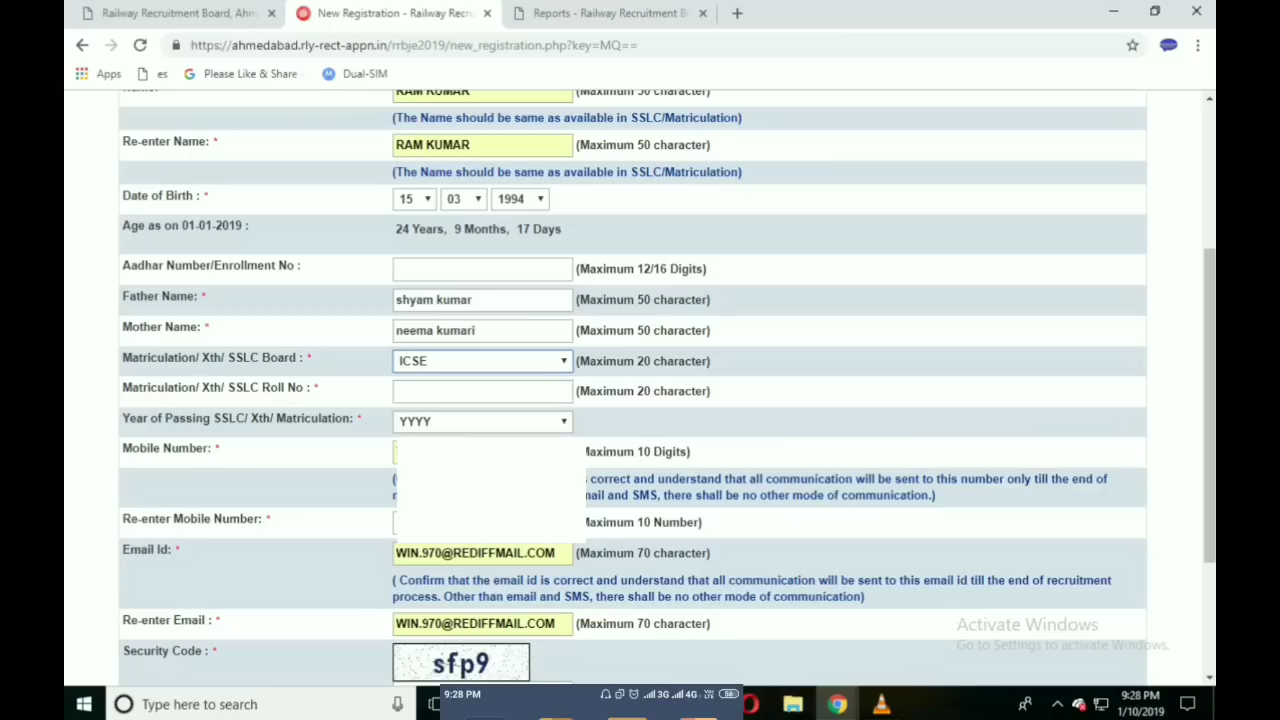 Railway Recruitment Board, Ahm
New Registration - Railway Recru
Reports - Railway Recruitment B
https://ahmedabad.rly-rect-appn.in/rrbje2019/new_registration.php?key=MQ==
Apps es Please Like & Share Dual-SIM
RAM KUMAR (Maximum 50 character)
(The Name should be same as available in SSLC/Matriculation)
Re-enter Name: * RAM KUMAR (Maximum 50 character)
(The Name should be same as available in SSLC/Matriculation)
Date of Birth : * 15 03 1994
Age as on 01-01-2019 : 24 Years, 9 Months, 17 Days
Aadhar Number/Enrollment No : (Maximum 12/16 Digits)
Father Name: * shyam kumar (Maximum 50 character)
Mother Name: * neema kumari (Maximum 50 character)
Matriculation/ Xth/ SSLC Board : * ICSE (Maximum 20 character)
Matriculation/ Xth/ SSLC Roll No : * (Maximum 20 character)
Year of Passing SSLC/ Xth/ Matriculation: * YYYY
Mobile Number: * Maximum 10 Digits)
correct and understand that all communication will be sent to this number only till the end of
and SMS, there shall be no other mode of communication.)
Re-enter Mobile Number: * Maximum 10 Number)
Email Id: * WIN.970@REDIFFMAIL.COM (Maximum 70 character)
( Confirm that the email id is correct and understand that all communication will be sent to this email id till the end of recruitment
process. Other than email and SMS, there shall be no other mode of communication)
Re-enter Email : * WIN.970@REDIFFMAIL.COM (Maximum 70 character)
Activate Windows
Go to Settings to activate Windows.
Security Code : * sfp9
Type here to search
9:28 PM 3G 4G 56
9:28 PM
1/10/2019